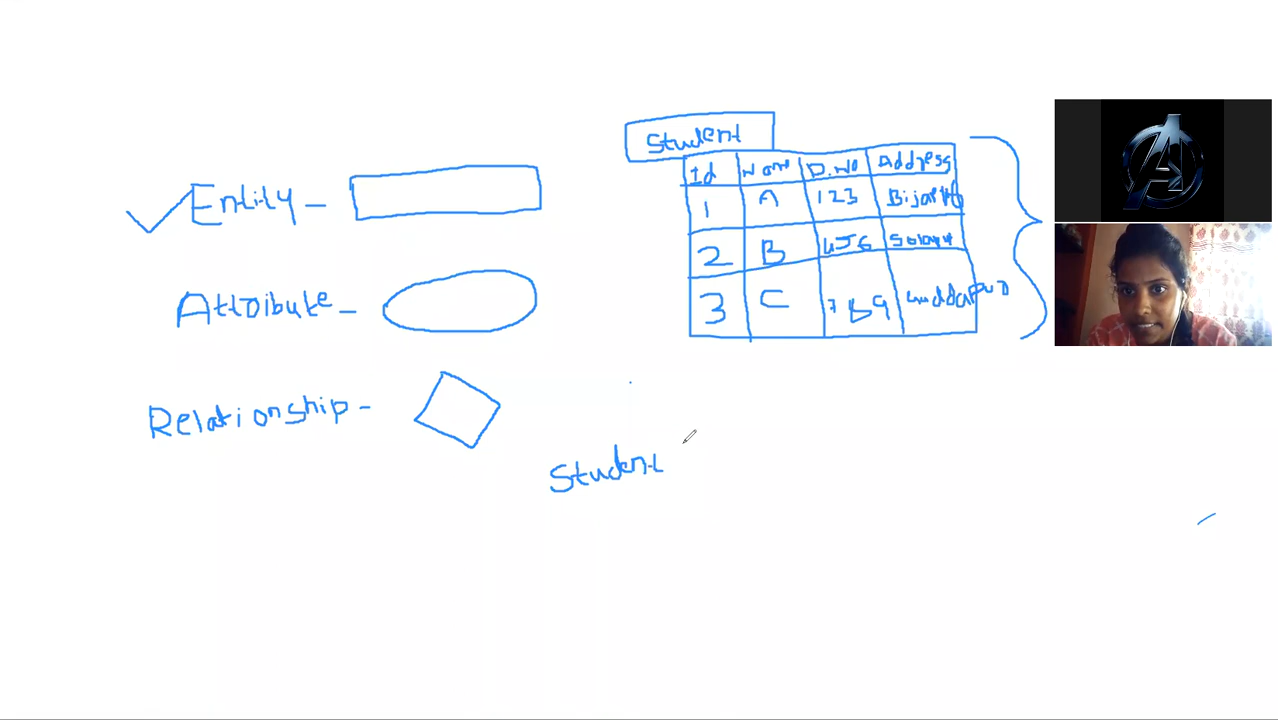 Entity -
Attribute -
Relationship -
Student
Id Name P.No Address
1 A 123
2 B 456
3 C 789
Student